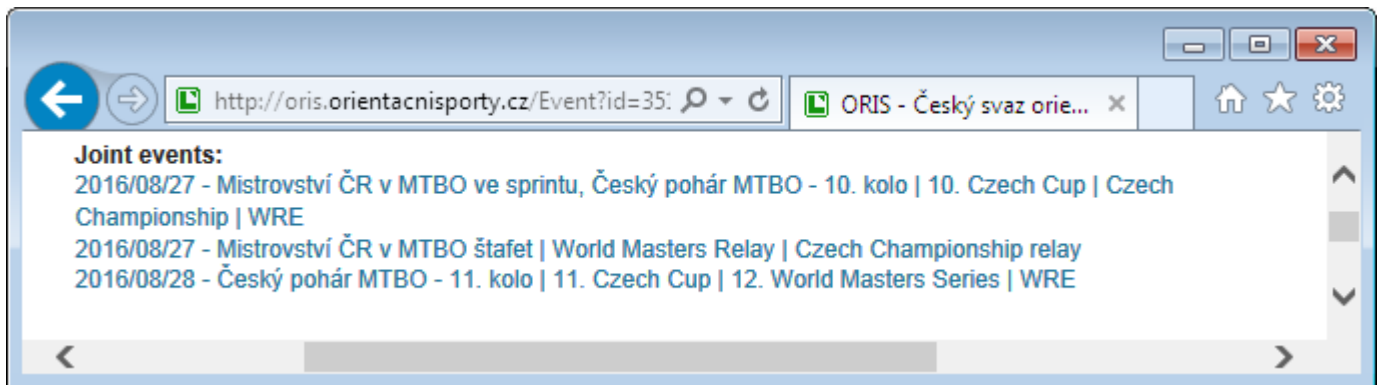 http://oris.orientacnisporty.cz/Event?id=35
ORIS - Český svaz orie...
Joint events:
2016/08/27 - Mistrovství ČR v MTBO ve sprintu, Český pohár MTBO - 10. kolo | 10. Czech Cup | Czech
Championship | WRE
2016/08/27 - Mistrovství ČR v MTBO štafet | World Masters Relay | Czech Championship relay
2016/08/28 - Český pohár MTBO - 11. kolo | 11. Czech Cup | 12. World Masters Series | WRE